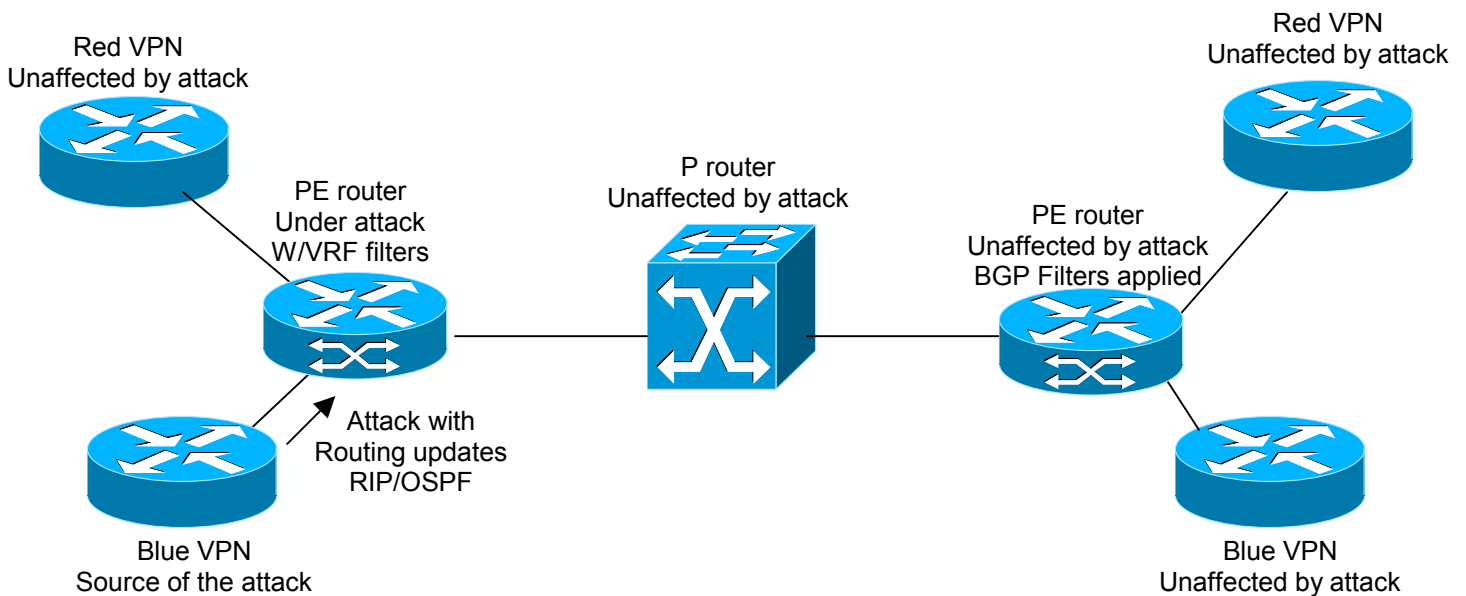 Red VPN
Unaffected by attack
PE router
Under attack
W/VRF filters
Attack with
Routing updates
RIP/OSPF
Blue VPN
Source of the attack
P router
Unaffected by attack
Red VPN
Unaffected by attack
PE router
Unaffected by attack
BGP Filters applied
Blue VPN
Unaffected by attack